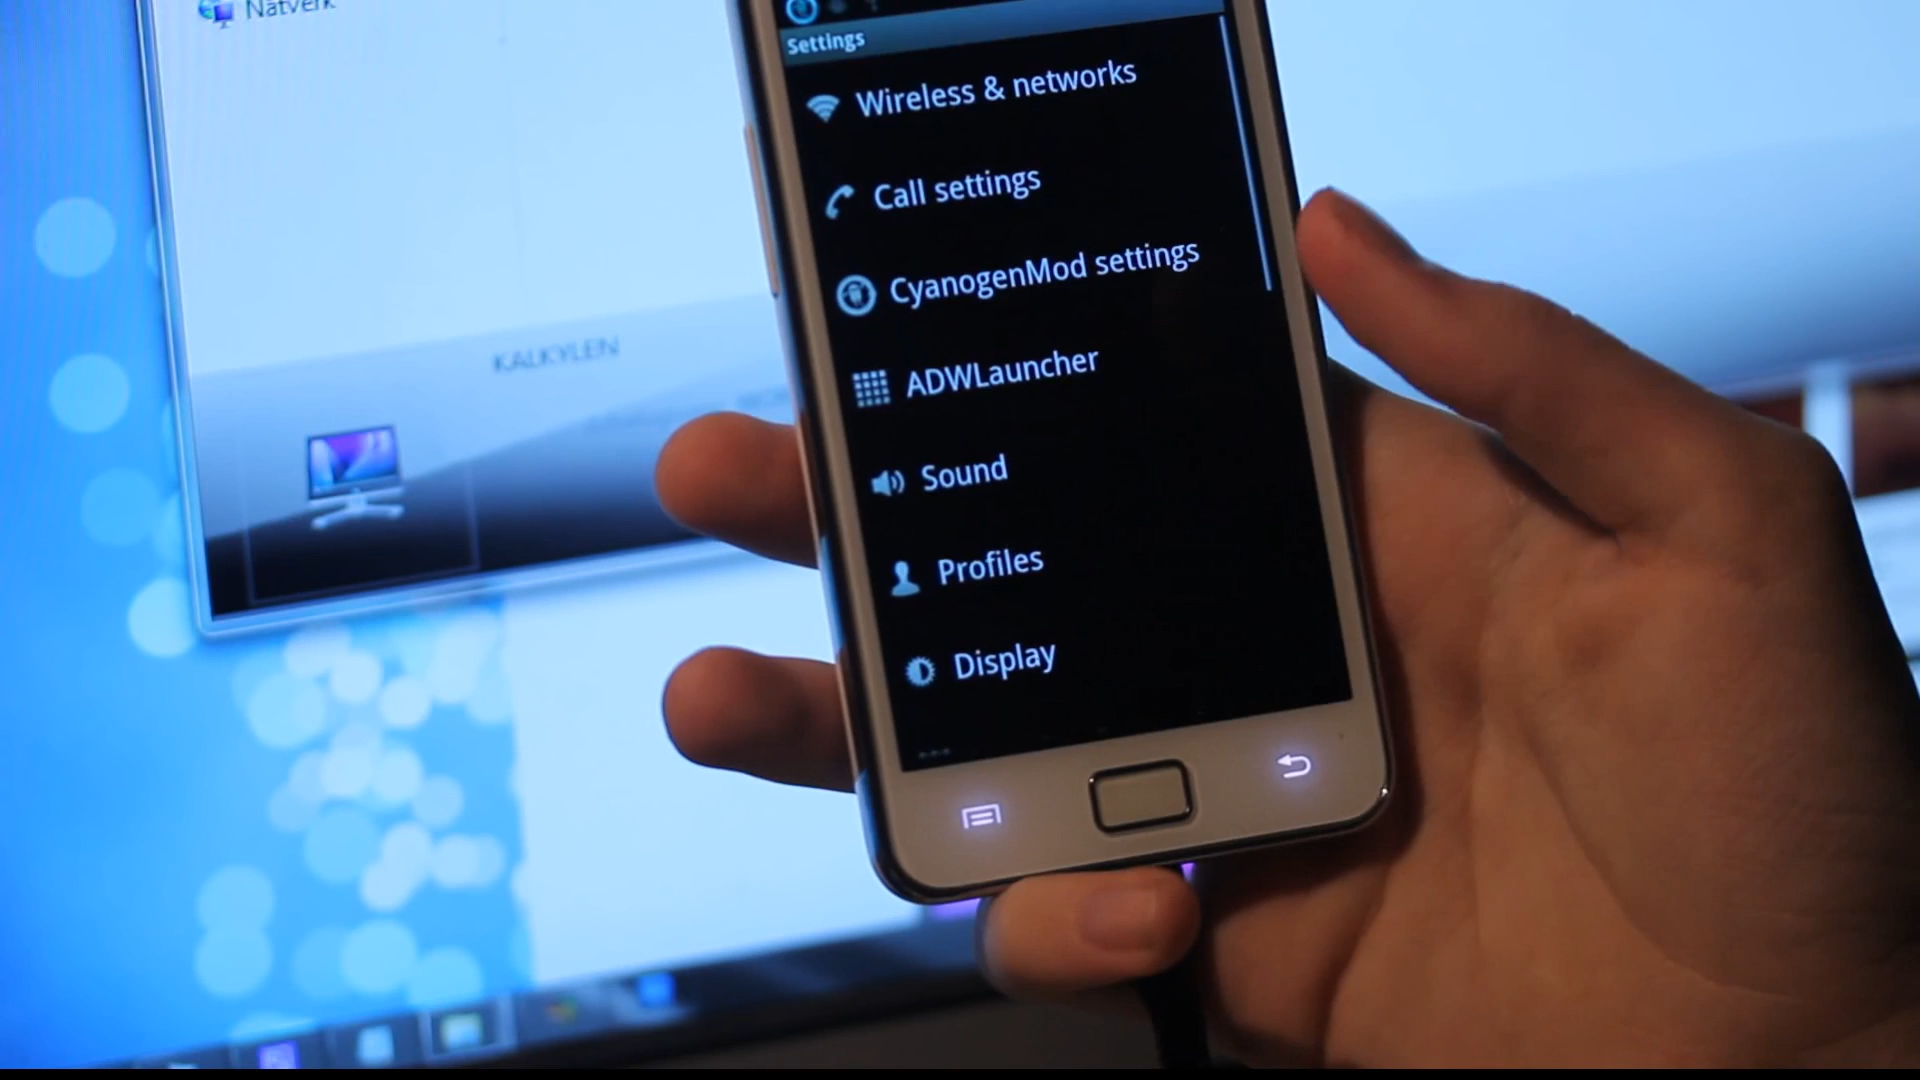 Nätverk
Settings
Wireless & networks
Call settings
CyanogenMod settings
KALKYLEN
ADWLauncher
Sound
Profiles
Display